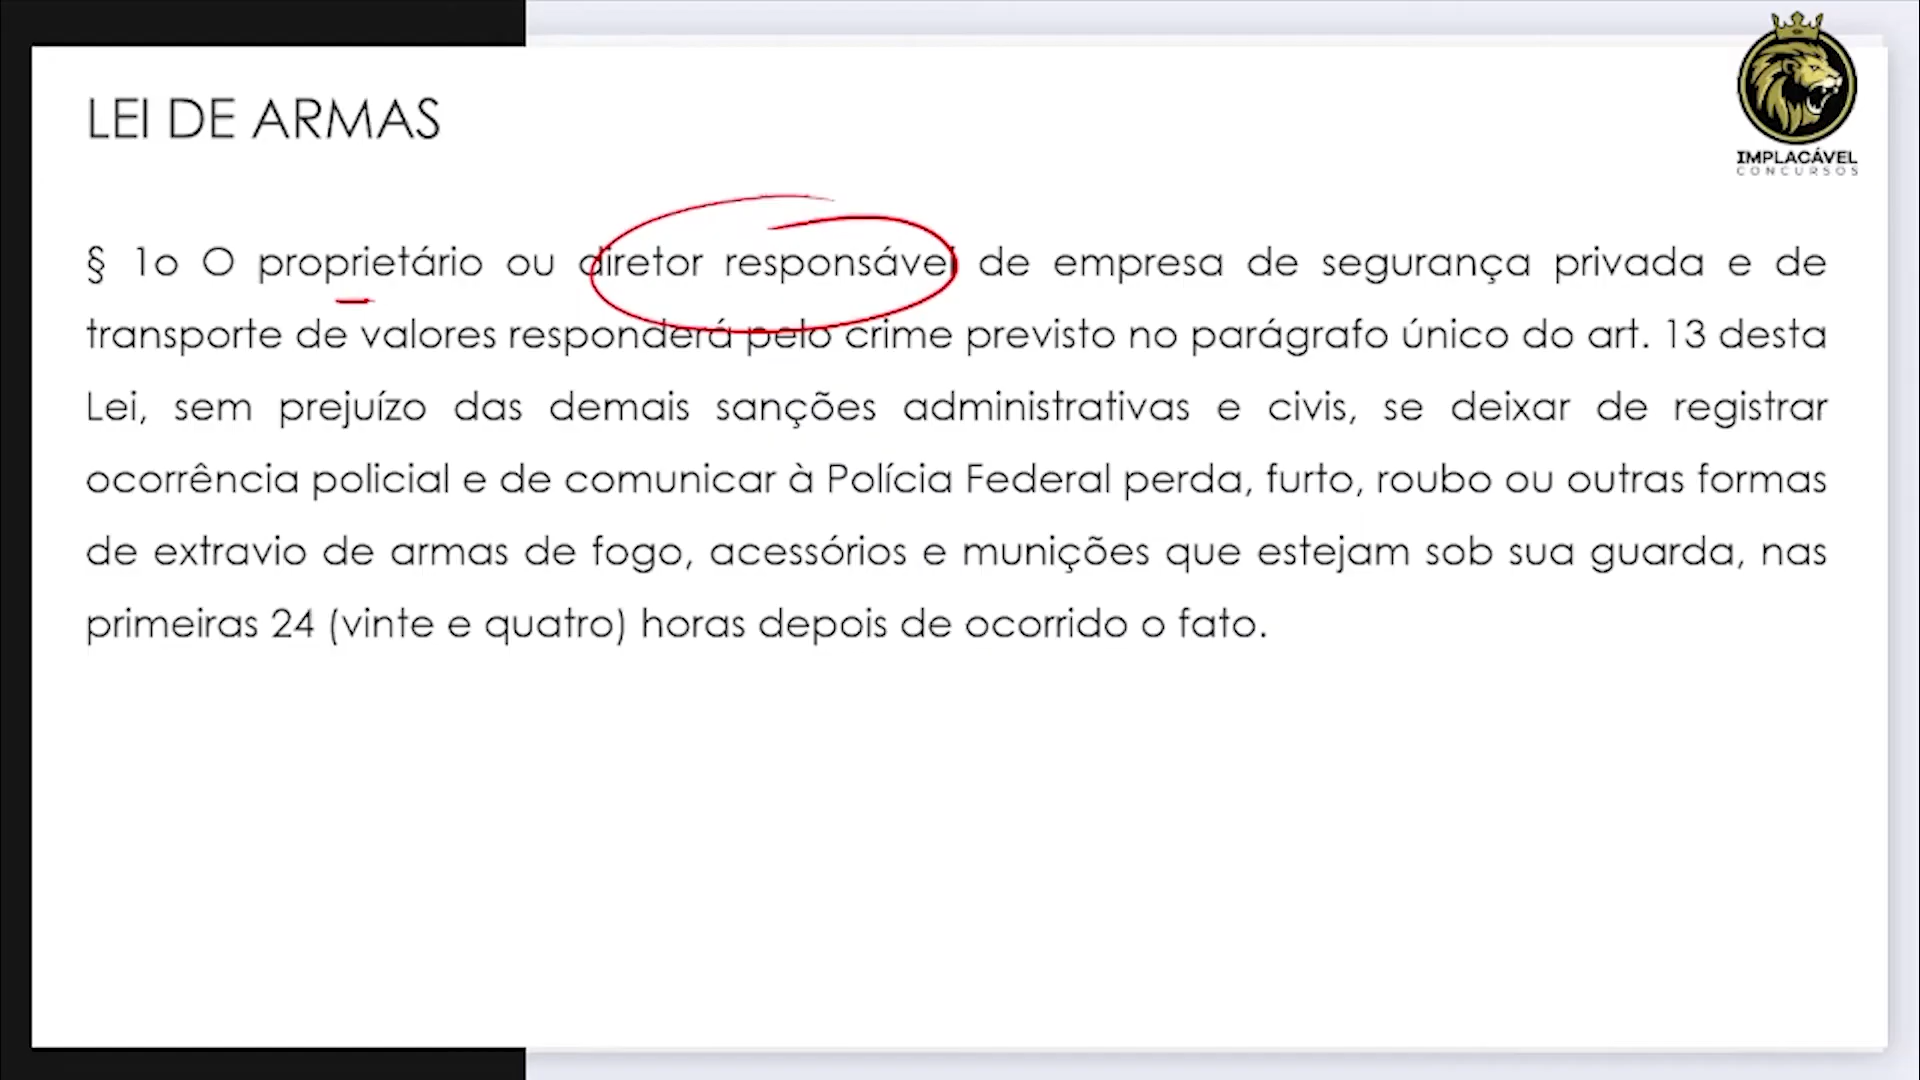 LEI DE ARMAS
IMPLACÁVEL
CONCURSOS
§ 1o O proprietário ou diretor responsável de empresa de segurança privada e de
transporte de valores responderá pelo crime previsto no parágrafo único do art. 13 desta
Lei, sem prejuízo das demais sanções administrativas e civis, se deixar de registrar
ocorrência policial e de comunicar à Polícia Federal perda, furto, roubo ou outras formas
de extravio de armas de fogo, acessórios e munições que estejam sob sua guarda, nas
primeiras 24 (vinte e quatro) horas depois de ocorrido o fato.